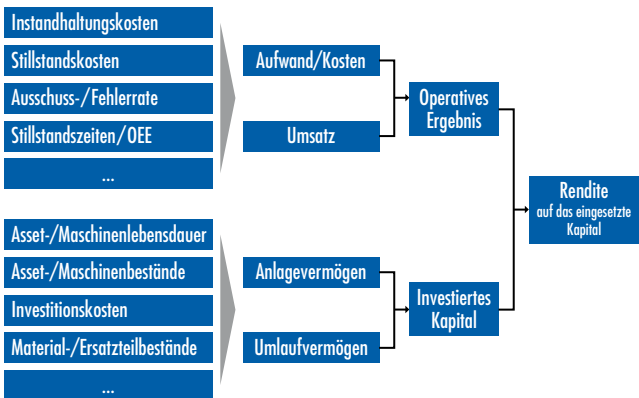 Instandhaltungskosten
Stillstandskosten
Ausschuss-/Fehlerrate
Stillstandszeiten/OEE
...
Aufwand/Kosten
Umsatz
Operatives
Ergebnis
Asset-/Maschinenlebensdauer
Asset-/Maschinenbestände
Investitionskosten
Material-/Ersatzteilbestände
...
Anlagevermögen
Umlaufvermögen
Investiertes
Kapital
Rendite
auf das eingesetzte
Kapital